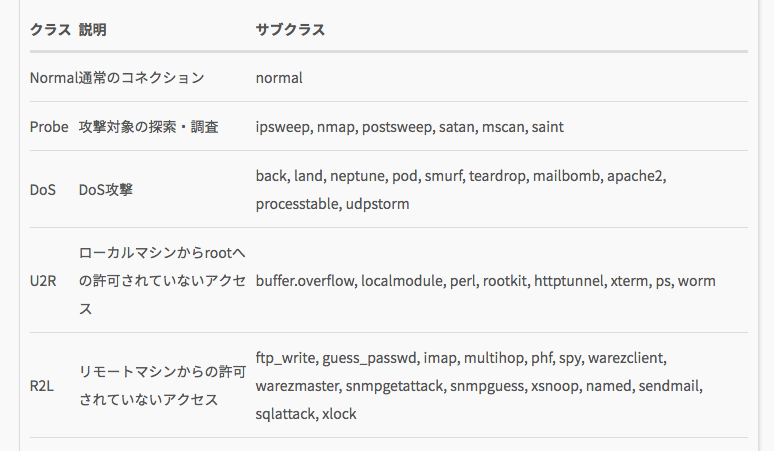 クラス 説明 サブクラス
Normal 通常のコネクション normal
Probe 攻撃対象の探索・調査 ipsweep, nmap, postsweep, satan, mscan, saint
DoS DoS攻撃 back, land, neptune, pod, smurf, teardrop, mailbomb, apache2,
processtable, udpstorm
U2R ローカルマシンからrootへ
の許可されていないアクセ
ス
buffer.overflow, localmodule, perl, rootkit, httptunnel, xterm, ps, worm
R2L リモートマシンからの許可
されていないアクセス
ftp_write, guess_passwd, imap, multihop, phf, spy, warezclient,
warezmaster, snmpgetattack, snmpguess, xsnoop, named, sendmail,
sqlattack, xlock